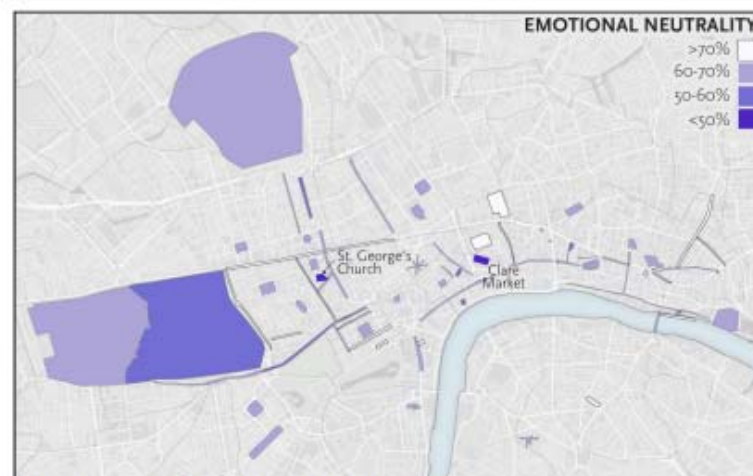 EMOTIONAL NEUTRALITY
>70%
60-70%
50-60%
<50%
St. George's
Church
Clare
Market